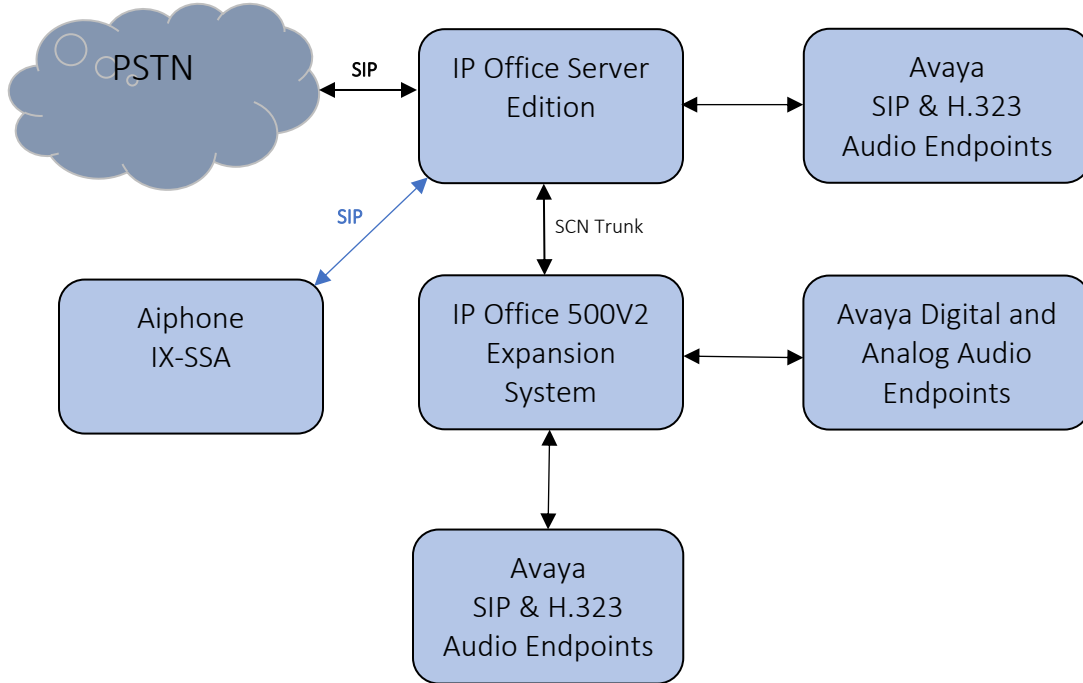 PSTN
SIP
IP Office Server
Edition
Avaya
SIP & H.323
Audio Endpoints
SIP
SCN Trunk
Aiphone
IX-SSA
IP Office 500V2
Expansion
System
Avaya Digital and
Analog Audio
Endpoints
Avaya
SIP & H.323
Audio Endpoints